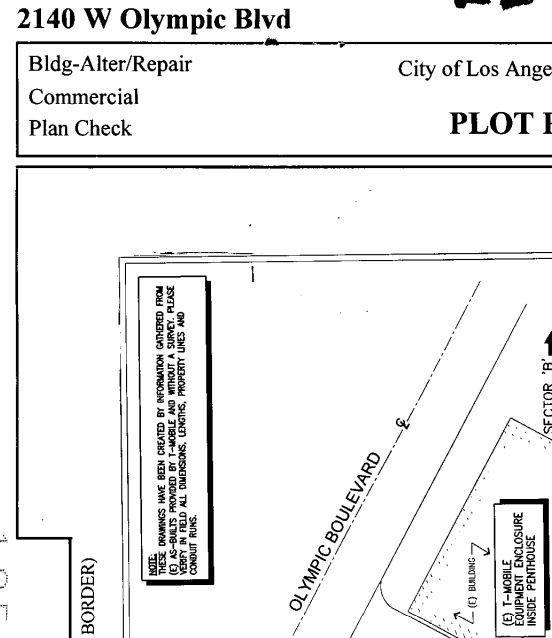 2140 W Olympic Blvd
Bldg-Alter/Repair
City of Los Ange
Commercial
Plan Check
PLOT
NOTE:
THESE DRAWINGS HAVE BEEN CREATED BY INFORMATION GATHERED FROM
(E) AS-BUILTS PROVIDED BY T-MOBILE AND WITHOUT A SURVEY. PLEASE
VERIFY IN FIELD ALL DIMENSIONS, LENGTHS, PROPERTY LINES AND
CONDUIT RUNS.
OLYMPIC BOULEVARD
℄
SECTOR 'B'
(E) BUILDING
(E) T-MOBILE
EQUIPMENT ENCLOSURE
INSIDE PENTHOUSE
BORDER)